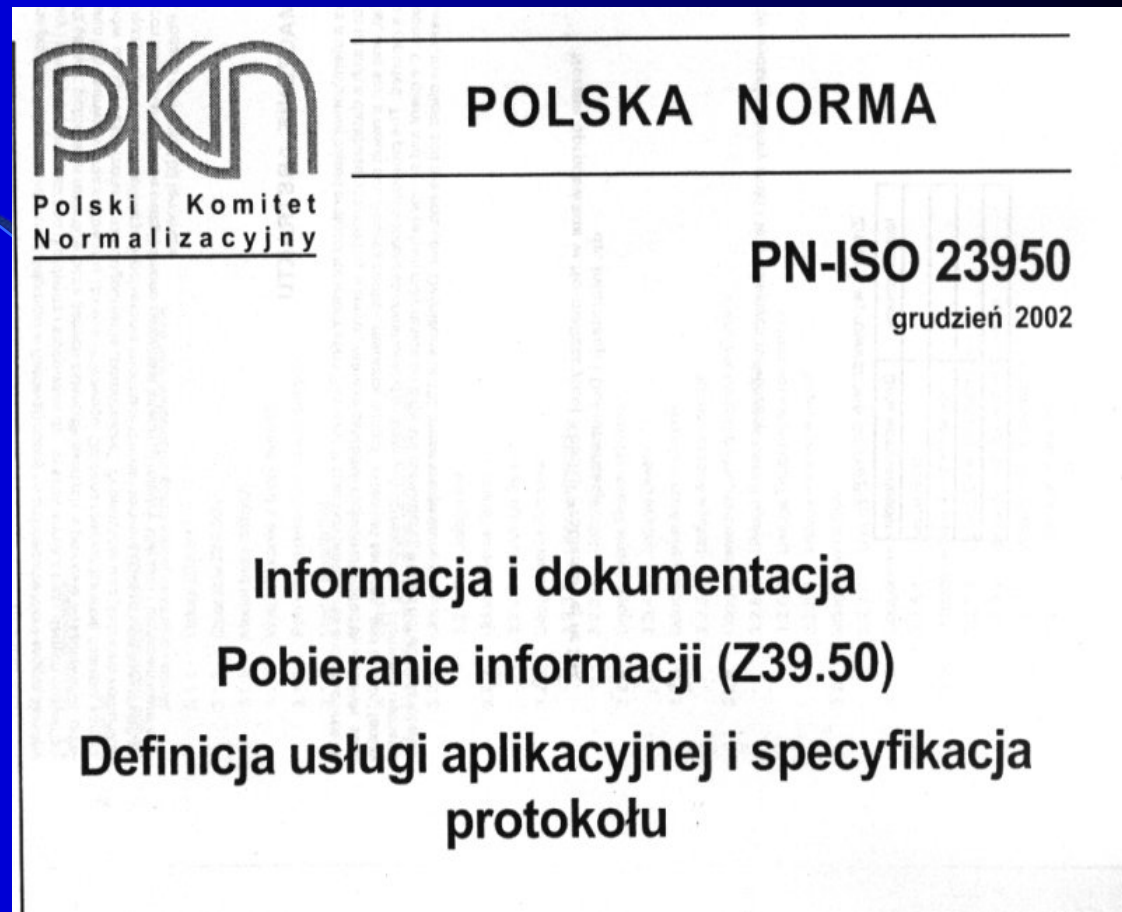 pkn
POLSKA NORMA
Polski Komitet
Normalizacyjny
PN-ISO 23950
grudzień 2002
Informacja i dokumentacja
Pobieranie informacji (Z39.50)
Definicja usługi aplikacyjnej i specyfikacja
protokołu